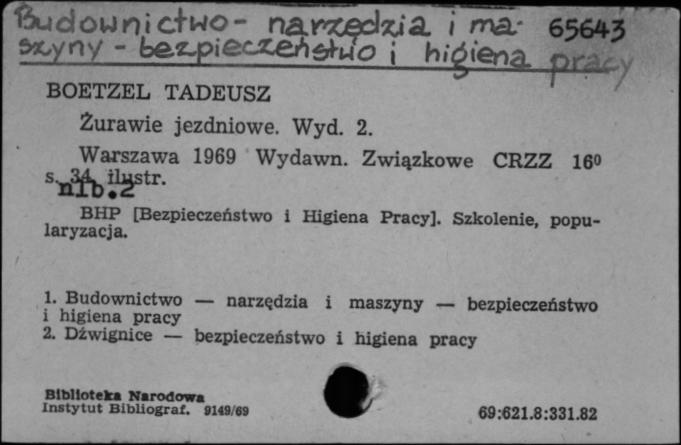 Budownictwo - narzędzia i ma- 65643
szyny - bezpieczeństwo i higiena pracy
BOETZEL TADEUSZ
Żurawie jezdniowe. Wyd. 2.
Warszawa 1969 Wydawn. Związkowe CRZZ 16⁰
s. 34, ilustr.
nlb.2
BHP [Bezpieczeństwo i Higiena Pracy]. Szkolenie, popu-
laryzacja.
1. Budownictwo — narzędzia i maszyny — bezpieczeństwo
i higiena pracy
2. Dźwignice — bezpieczeństwo i higiena pracy
Biblioteka Narodowa
Instytut Bibliograf. 9149/69
69:621.8:331.82